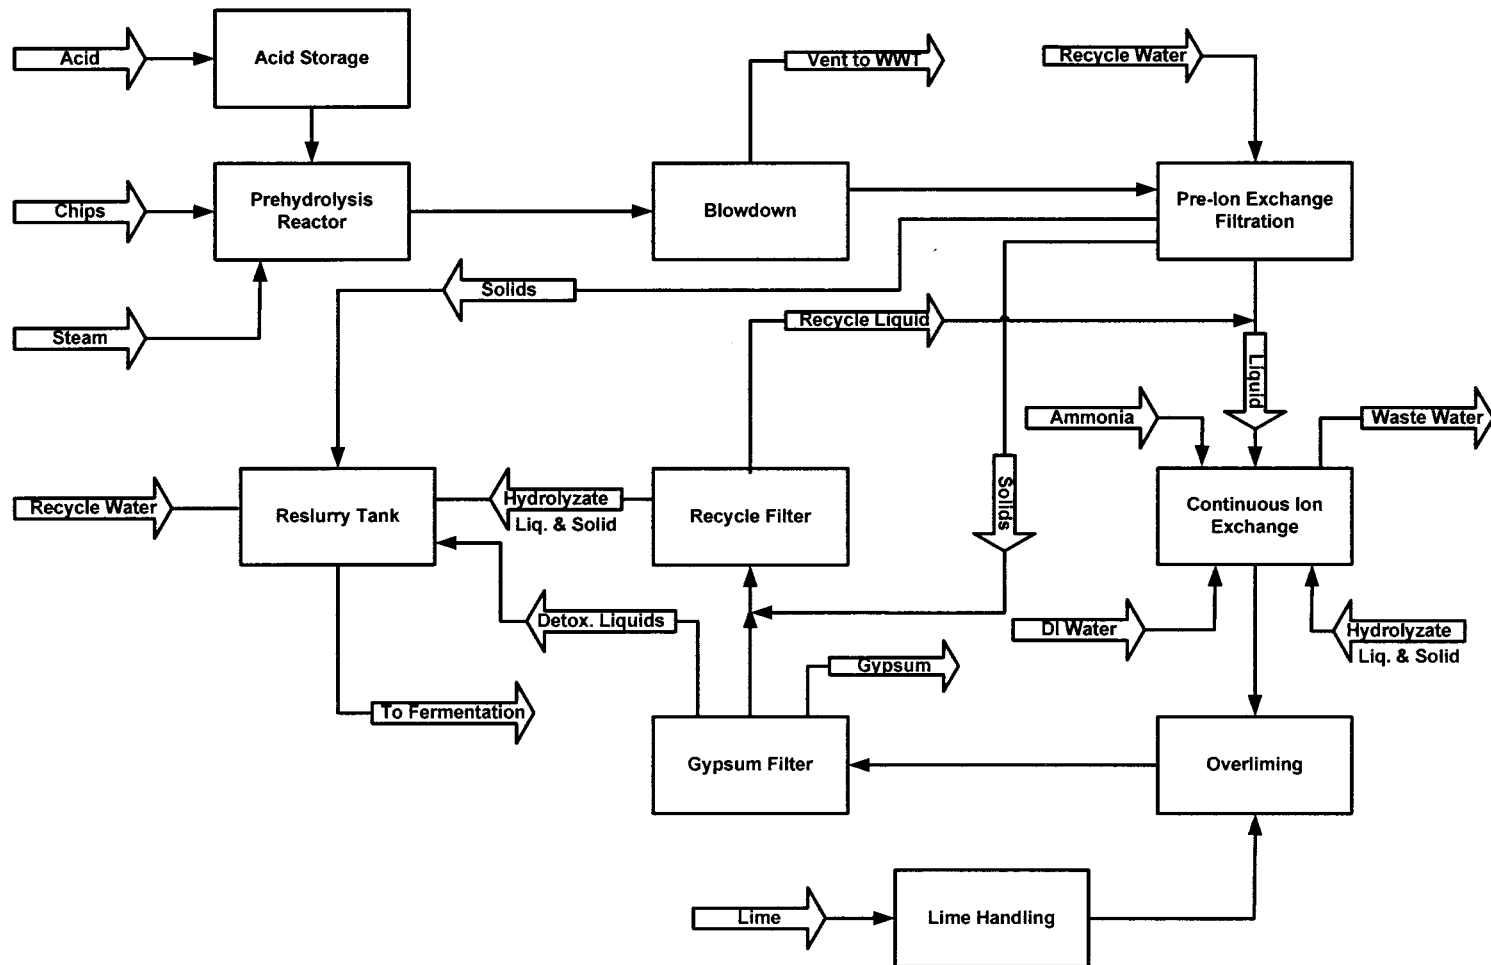 Acid
Acid Storage
Vent to WWT
Recycle Water
Chips
Prehydrolysis
Reactor
Blowdown
Pre-Ion Exchange
Filtration
Solids
Steam
Recycle Liquid
Liquid
Ammonia
Waste Water
Recycle Water
Reslurry Tank
Hydrolyzate
Liq. & Solid
Recycle Filter
Solids
Continuous Ion
Exchange
Detox. Liquids
DI Water
Hydrolyzate
Liq. & Solid
Gypsum
To Fermentation
Gypsum Filter
Overliming
Lime
Lime Handling